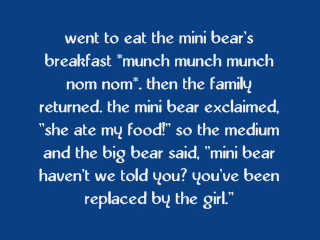 went to eat the mini bear's
breakfast *munch munch munch
nom nom*. then the family
returned. the mini bear exclaimed,
"she ate my food!" so the medium
and the big bear said, "mini bear
haven't we told you? you've been
replaced by the girl."